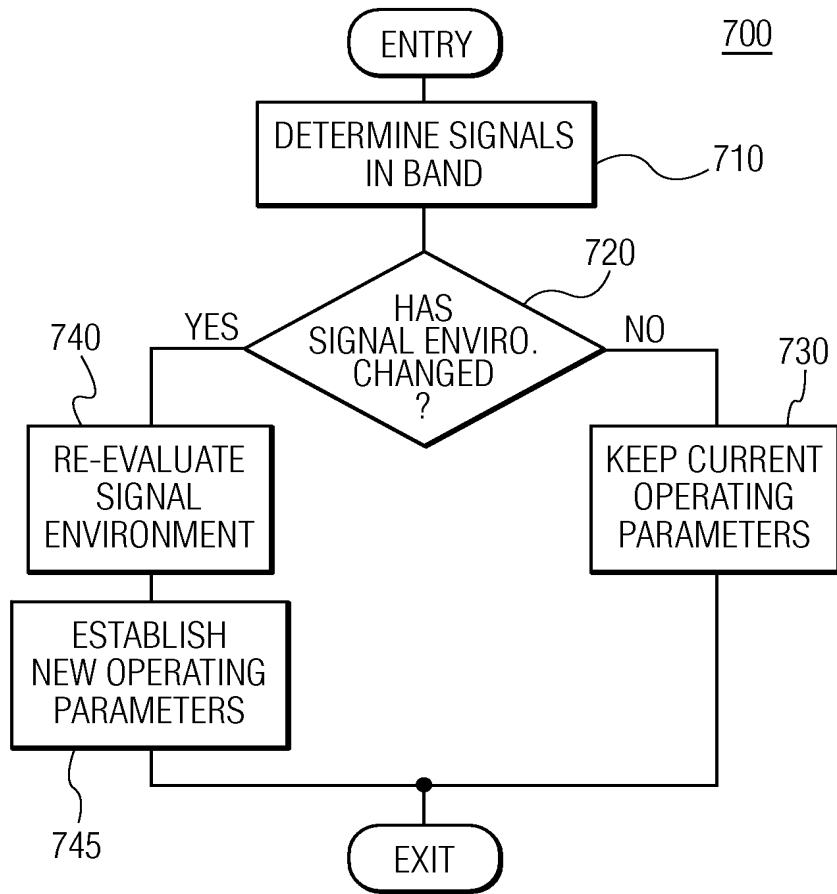 ENTRY
700
DETERMINE SIGNALS
IN BAND
710
720
HAS
SIGNAL ENVIRO.
CHANGED
?
YES
NO
740
730
RE-EVALUATE
SIGNAL
ENVIRONMENT
KEEP CURRENT
OPERATING
PARAMETERS
ESTABLISH
NEW OPERATING
PARAMETERS
745
EXIT